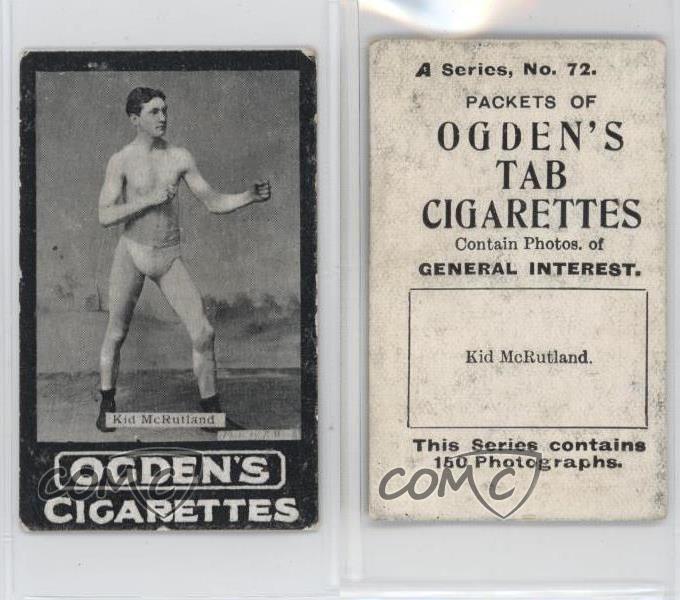 Kid McRutland
OGDEN'S
CIGARETTES
COMC
A Series, No. 72.
PACKETS OF
OGDEN'S
TAB
CIGARETTES
Contain Photos. of
GENERAL INTEREST.
Kid McRutland.
This Series contains
150 Photographs.
COMC